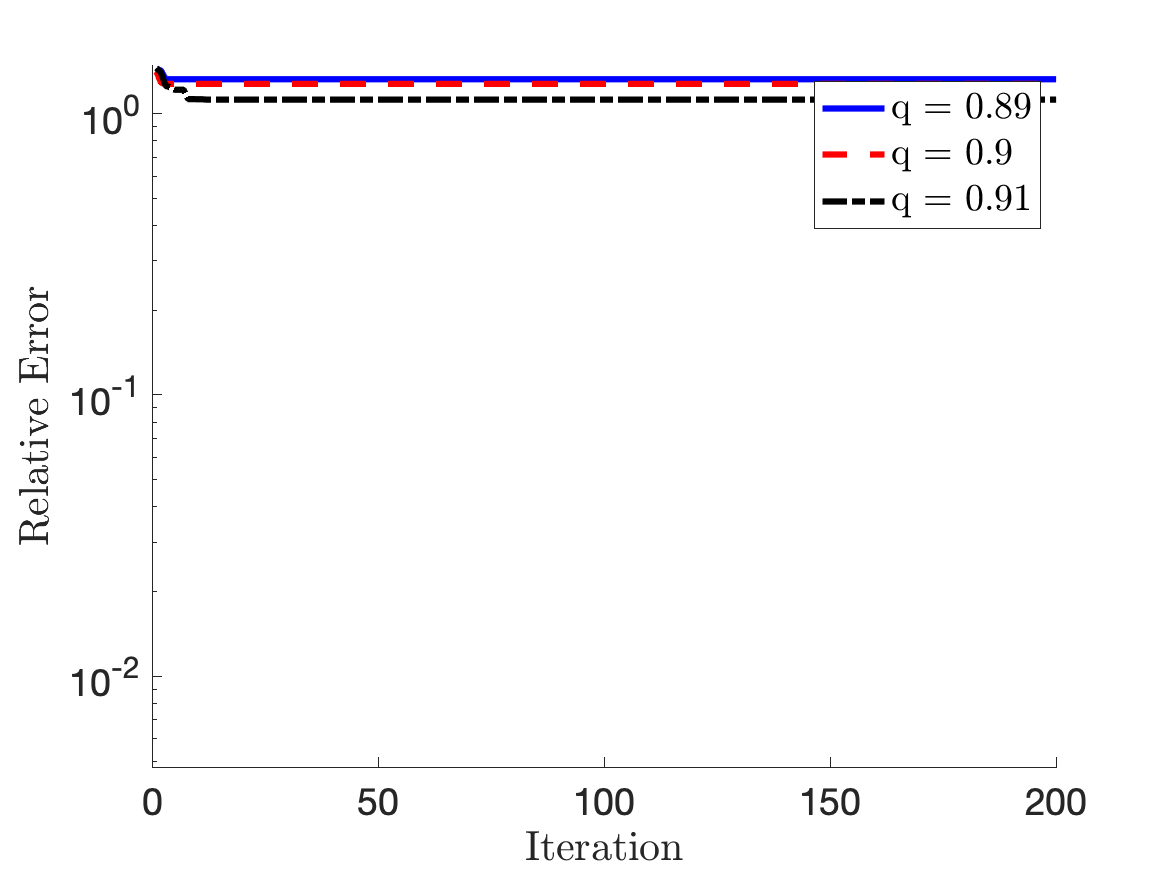 10^0
10^-1
10^-2
Relative Error
q = 0.89
q = 0.9
q = 0.91
0 50 100 150 200
Iteration